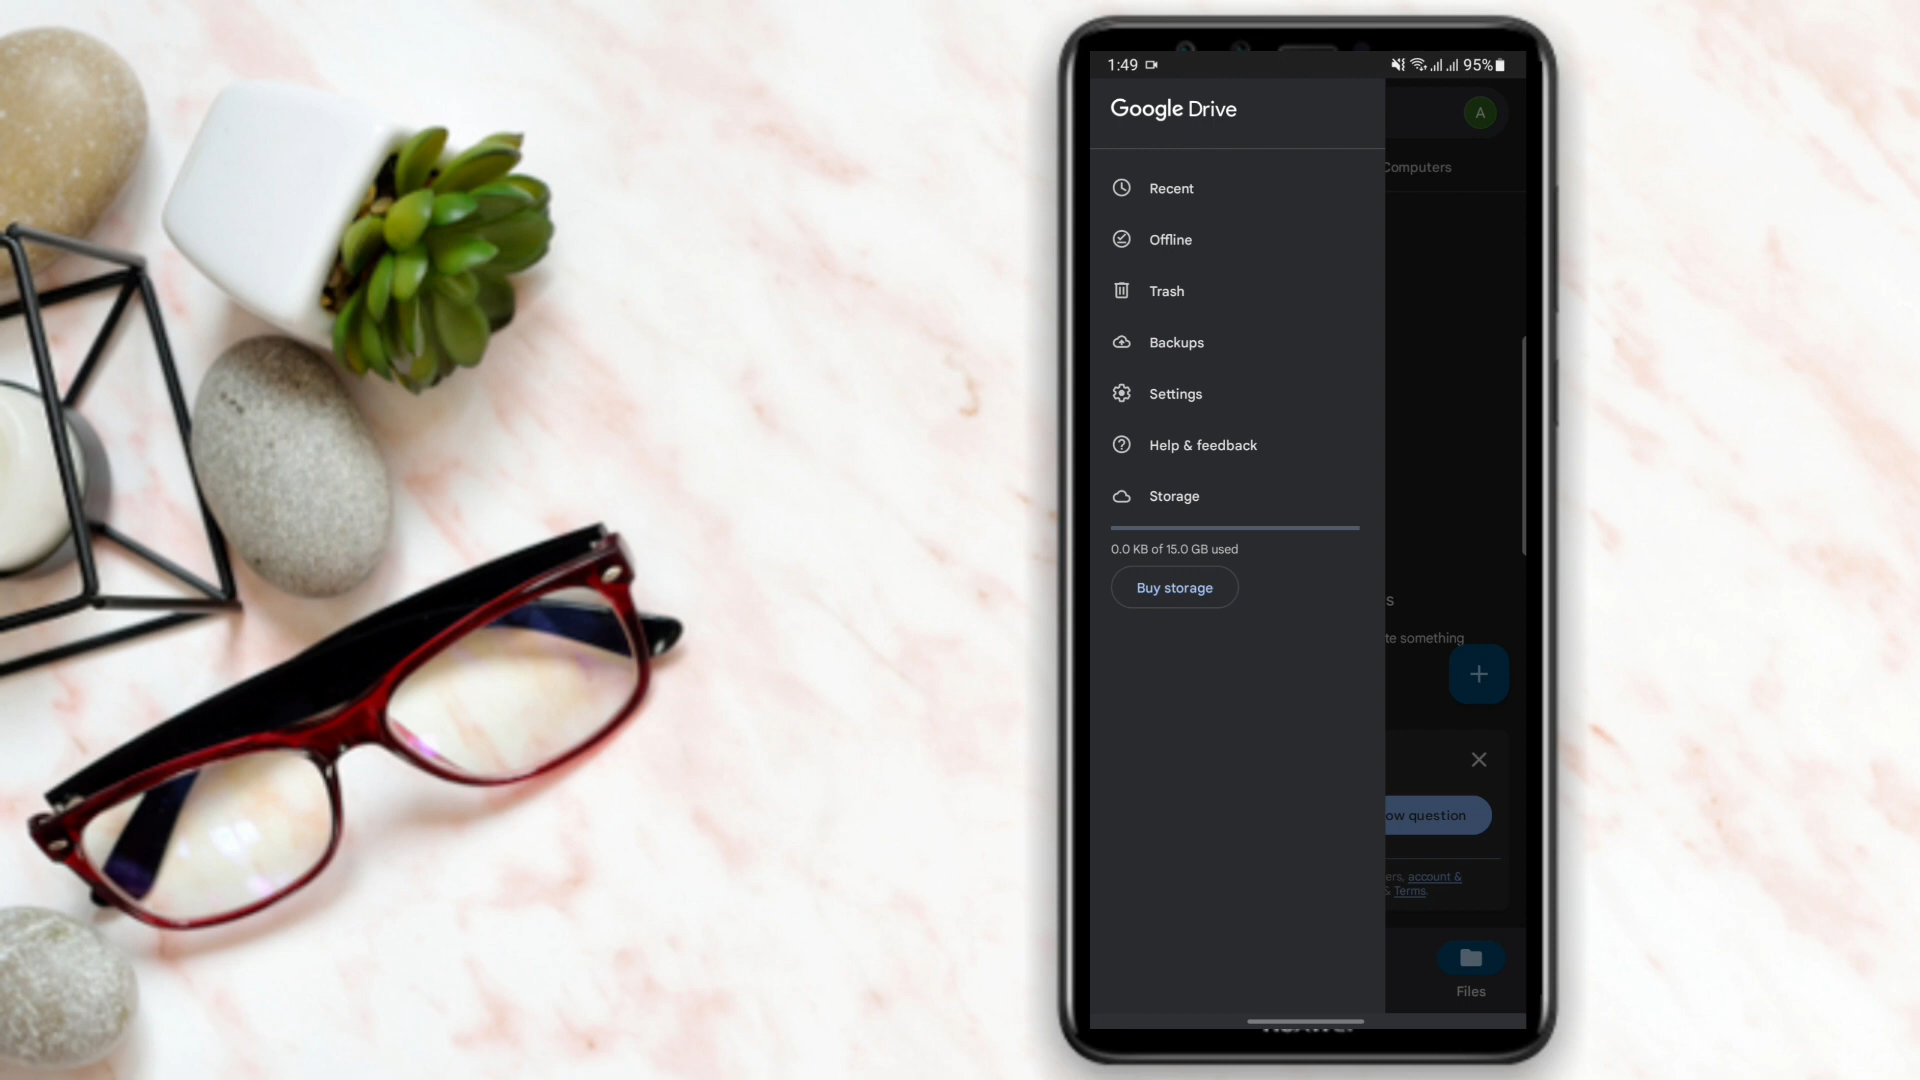 1:49
95%
Google Drive
A
Computers
Recent
Offline
Trash
Backups
Settings
Help & feedback
Storage
0.0 KB of 15.0 GB used
Buy storage
s
te something
ow question
ers, account &
& Terms.
Files